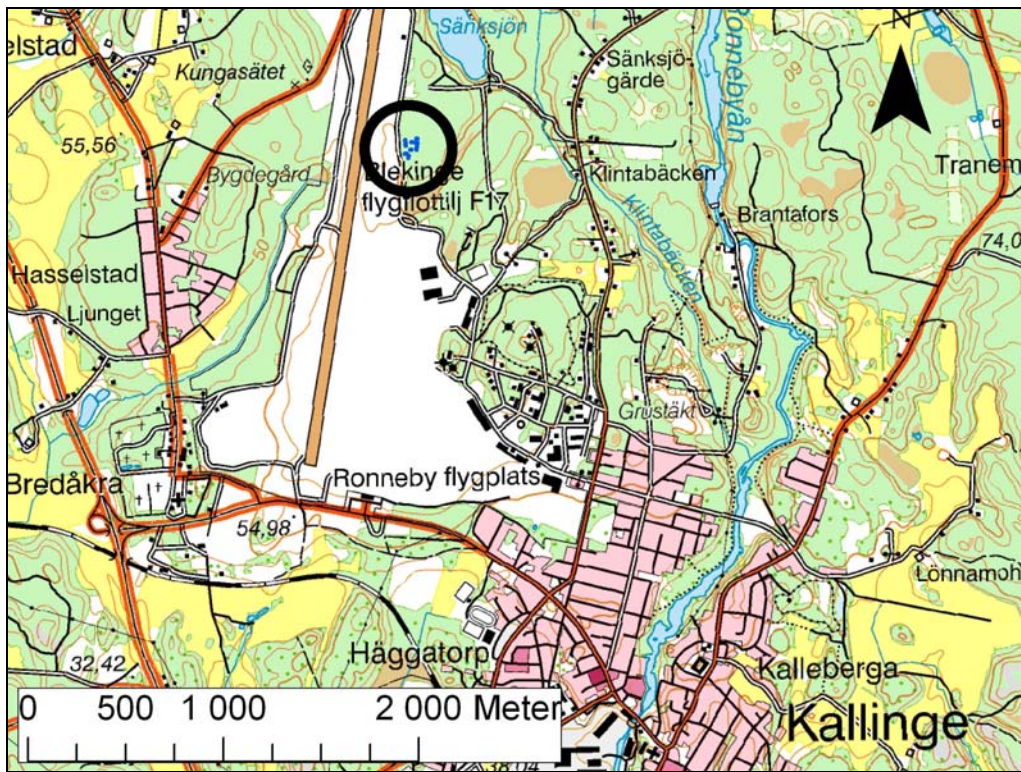 elstad
Kungasätet
Sänksjön
Sänksjö-
gärde
Ronnebyån
N
55,56
Bygdegård
Blekinge
flygflottilj F17
Klintabäcken
Klintabäcken
Tranem
Brantafors
74,0
Hasselstad
Ljunget
50
Grustäkt
Bredåkra
Ronneby flygplats
54,98
Lönnamoh
Häggatorp
32,42
Kalleberga
Kallinge
0 500 1 000 2 000 Meter
38,04